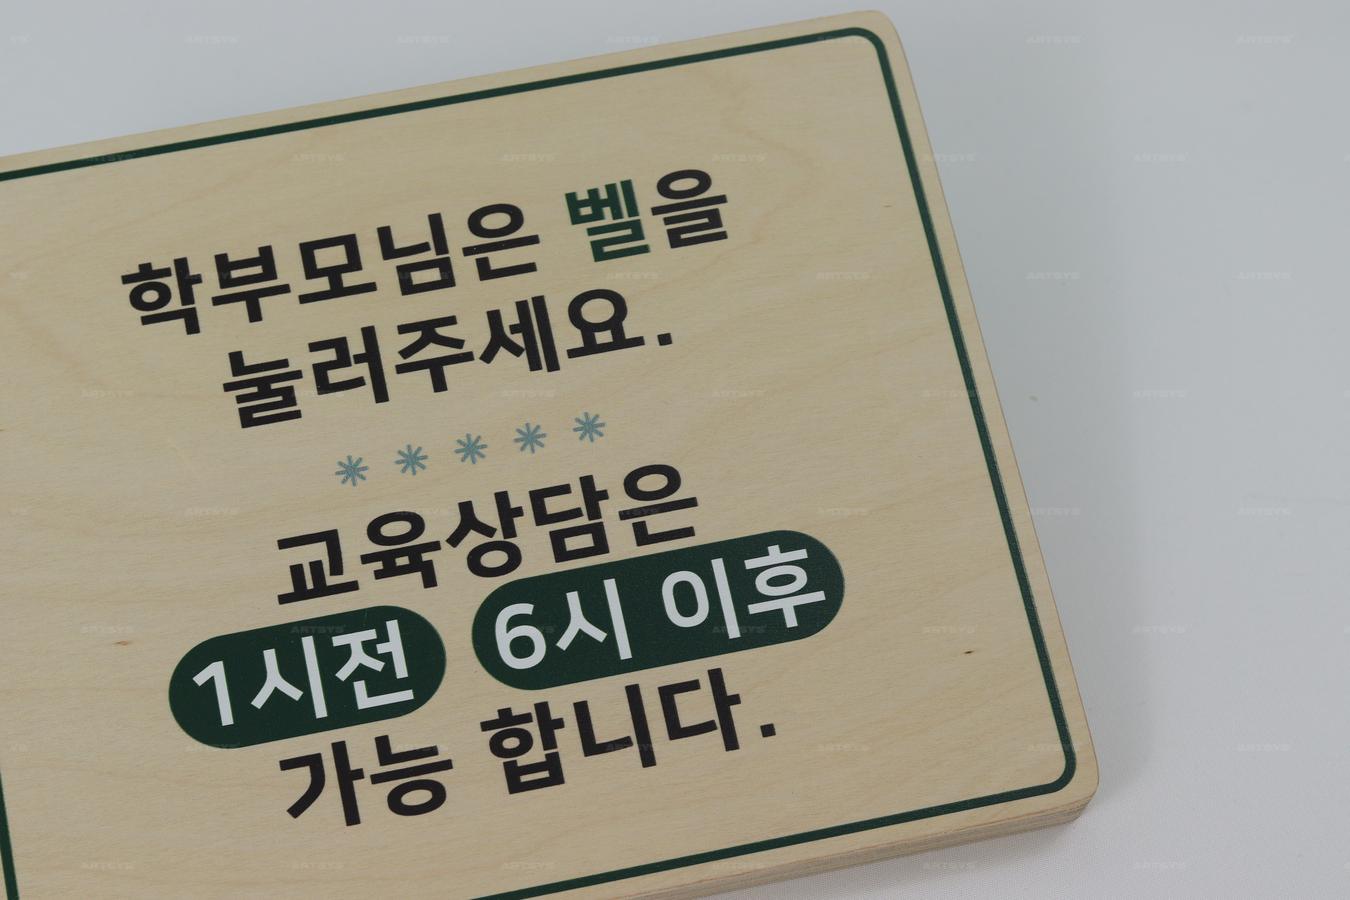 학부모님은 벨을
눌러주세요.
*****
교육상담은
1시전 6시 이후
가능 합니다.